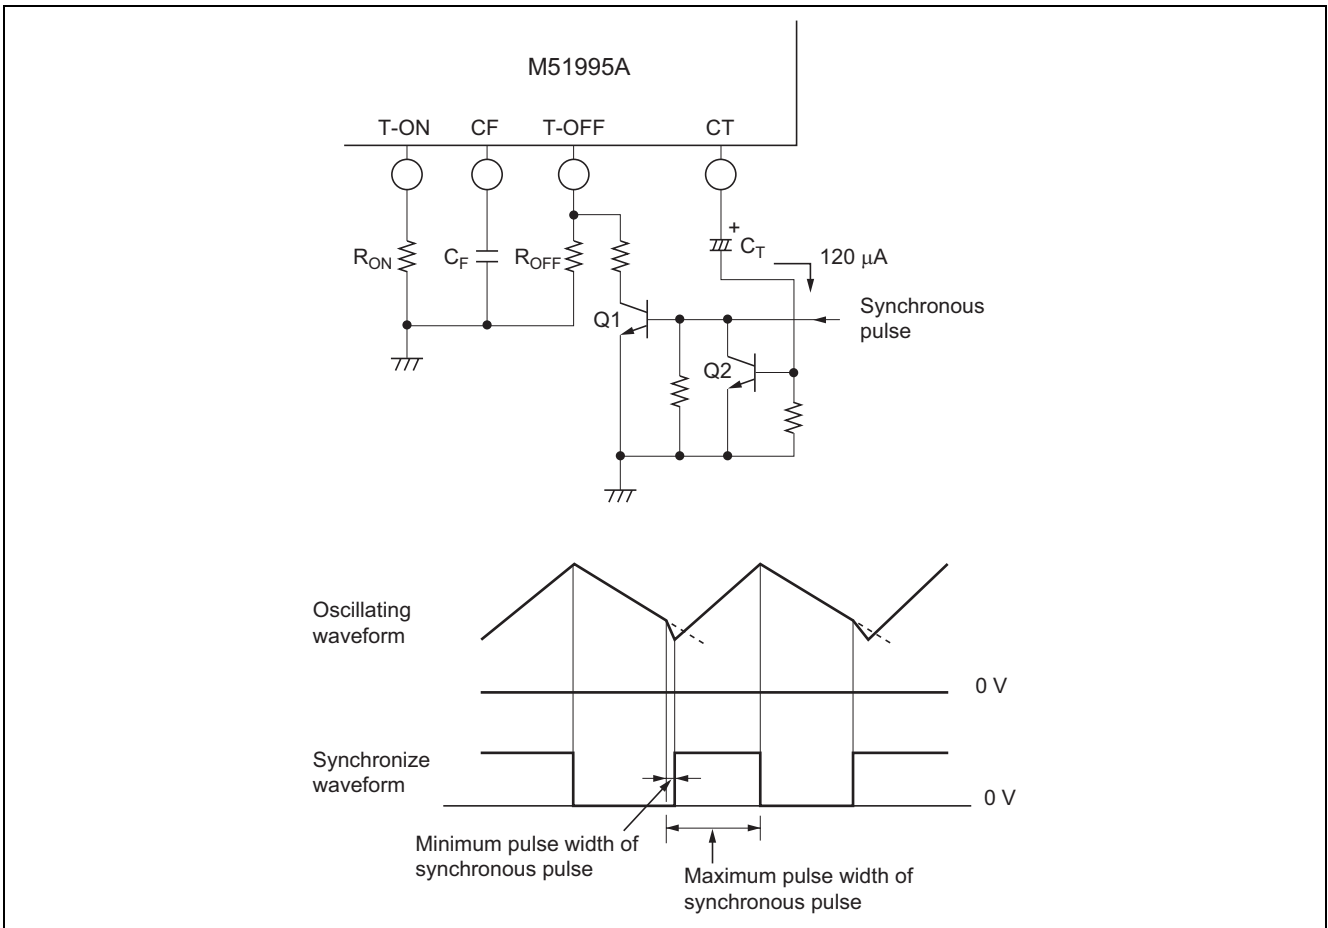 M51995A
T-ON CF T-OFF CT
+
RON CF ROFF CT 120 μA
Synchronous
pulse
Q1
Q2
Oscillating
waveform
0 V
Synchronize
waveform
0 V
Minimum pulse width of
synchronous pulse
Maximum pulse width of
synchronous pulse